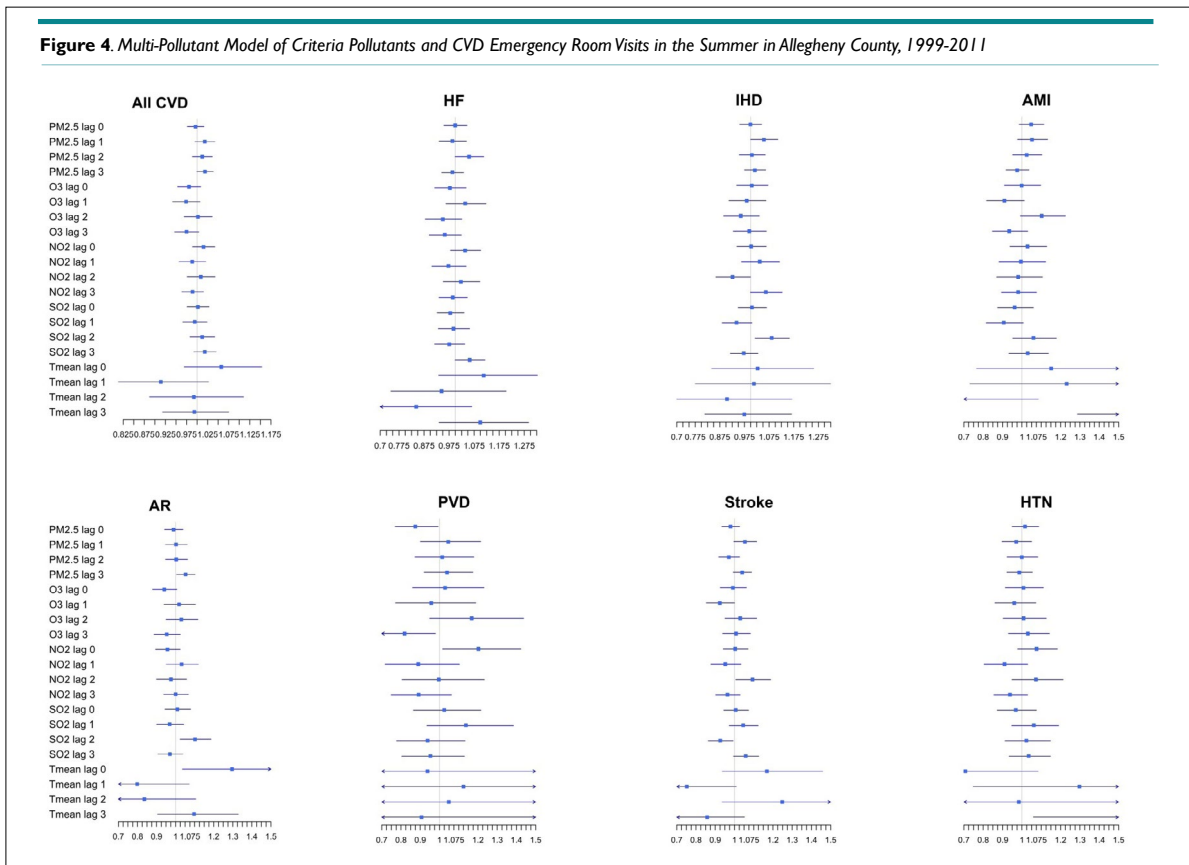 Figure 4. Multi-Pollutant Model of Criteria Pollutants and CVD Emergency Room Visits in the Summer in Allegheny County, 1999-2011
All CVD
HF
IHD
AMI
PM2.5 lag 0
PM2.5 lag 1
PM2.5 lag 2
PM2.5 lag 3
O3 lag 0
O3 lag 1
O3 lag 2
O3 lag 3
NO2 lag 0
NO2 lag 1
NO2 lag 2
NO2 lag 3
SO2 lag 0
SO2 lag 1
SO2 lag 2
SO2 lag 3
Tmean lag 0
Tmean lag 1
Tmean lag 2
Tmean lag 3
0.825 0.875 0.925 0.975 1.025 1.075 1.125 1.175
0.7 0.775 0.875 0.975 1.075 1.175 1.275
0.7 0.775 0.875 0.975 1.075 1.175 1.275
0.7 0.8 0.9 1 1.075 1.2 1.3 1.4 1.5
AR
PVD
Stroke
HTN
PM2.5 lag 0
PM2.5 lag 1
PM2.5 lag 2
PM2.5 lag 3
O3 lag 0
O3 lag 1
O3 lag 2
O3 lag 3
NO2 lag 0
NO2 lag 1
NO2 lag 2
NO2 lag 3
SO2 lag 0
SO2 lag 1
SO2 lag 2
SO2 lag 3
Tmean lag 0
Tmean lag 1
Tmean lag 2
Tmean lag 3
0.7 0.8 0.9 1 1.075 1.2 1.3 1.4 1.5
0.7 0.8 0.9 1 1.075 1.2 1.3 1.4 1.5
0.7 0.8 0.9 1 1.075 1.2 1.3 1.4 1.5
0.7 0.8 0.9 1 1.075 1.2 1.3 1.4 1.5